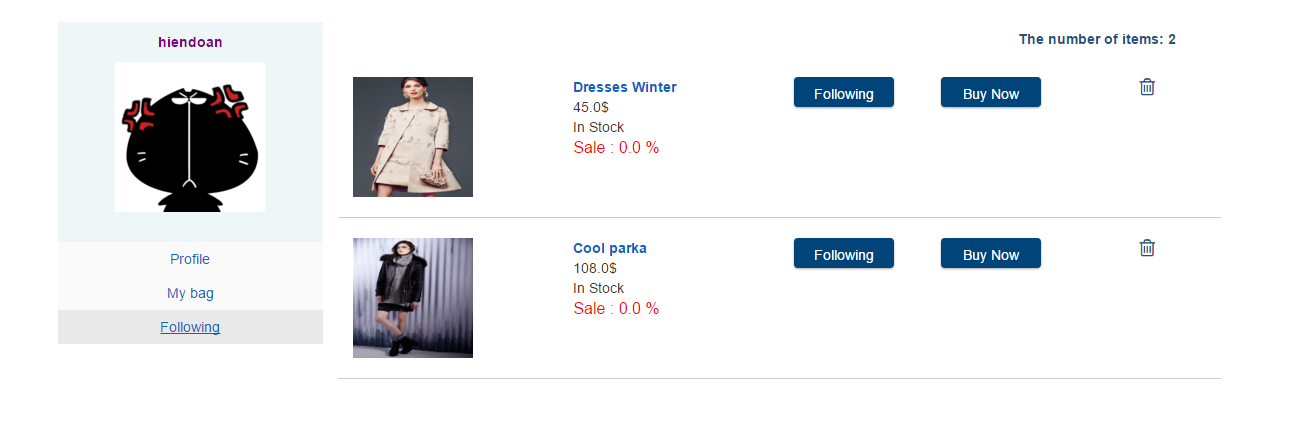 hiendoan
Profile
My bag
Following
The number of items: 2
Dresses Winter
45.0$
In Stock
Sale : 0.0 %
Following
Buy Now
Cool parka
108.0$
In Stock
Sale : 0.0 %
Following
Buy Now